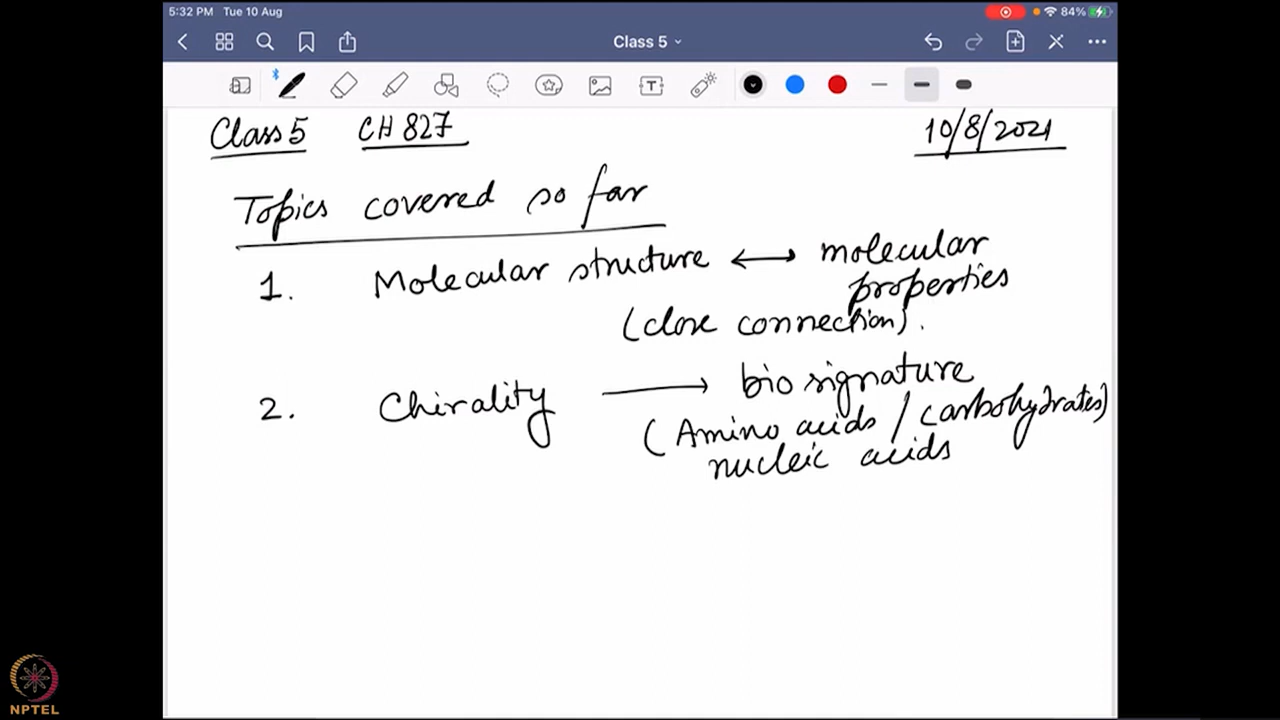 5:32 PM Tue 10 Aug 84%
Class 5
T
Class 5 CH 827 10/8/2021
Topics covered so far
1. Molecular structure ⟷ molecular
properties
(close connection).
2. Chirality ⟶ bio signature
(Amino acids / carbohydrates)
nucleic acids
NPTEL